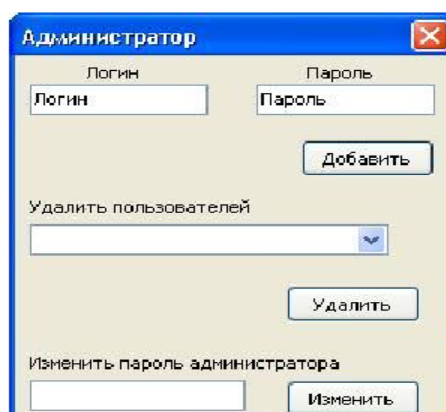 Администратор
Логин Пароль
Логин Пароль
Добавить
Удалить пользователей
Удалить
Изменить пароль администратора
Изменить